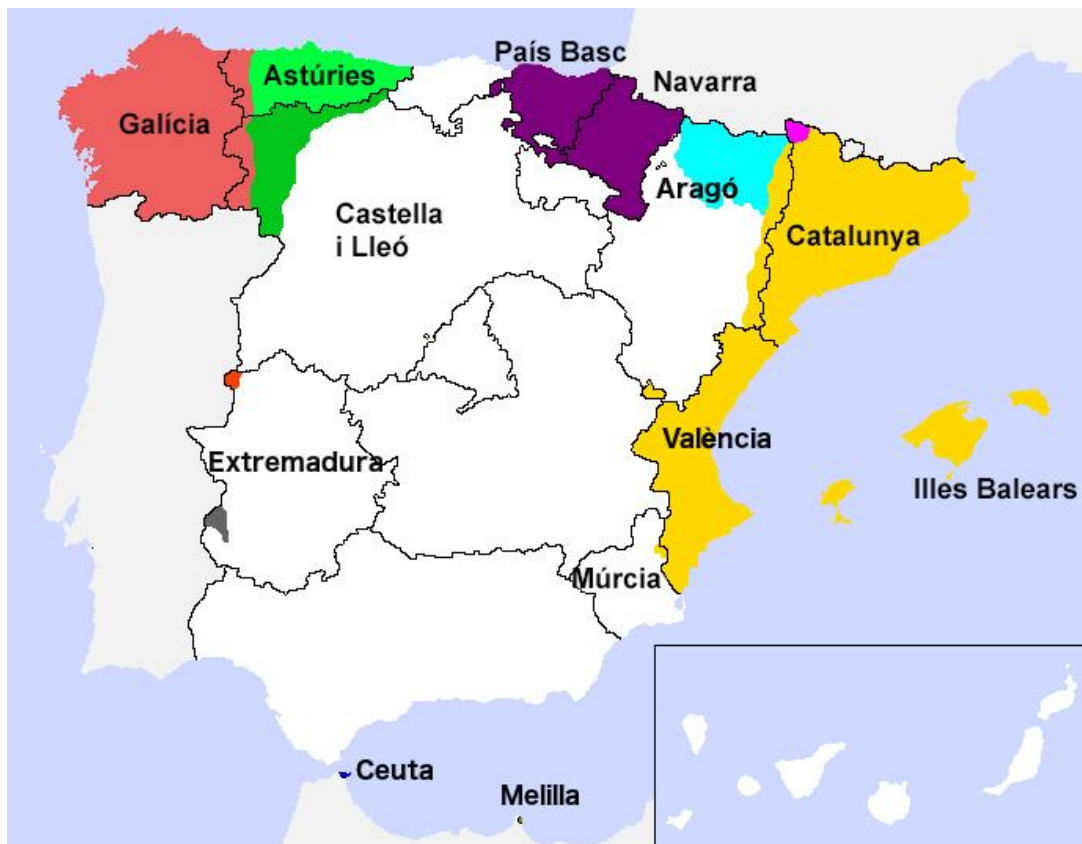 País Basc
Astúries
Navarra
Galícia
Aragó
Castella
i Lleó
Catalunya
València
Extremadura
Illes Balears
Múrcia
Ceuta
Melilla